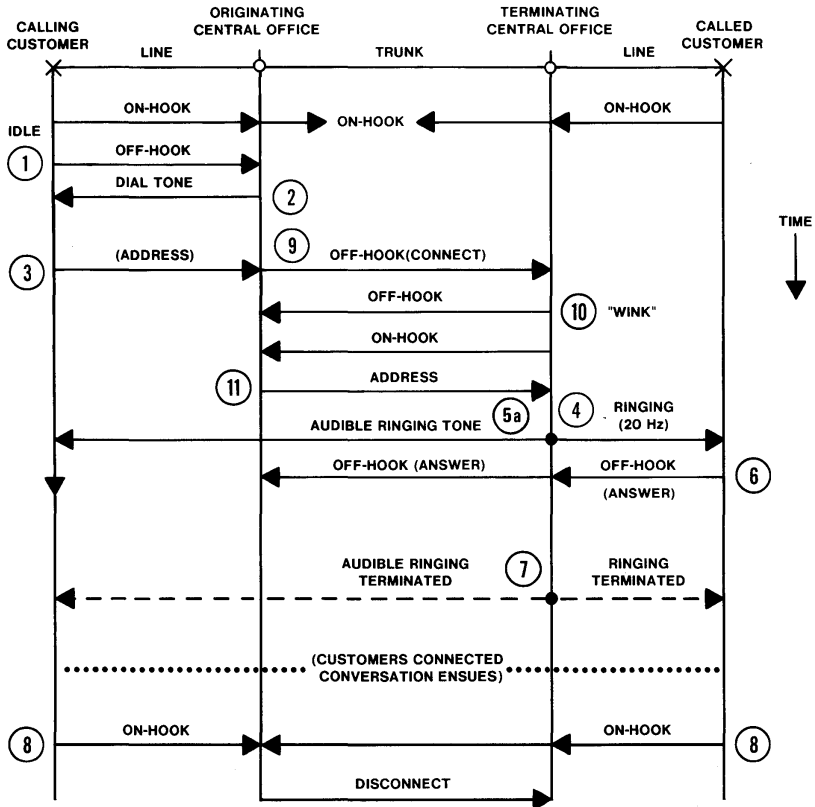 CALLING
CUSTOMER
ORIGINATING
CENTRAL OFFICE
TERMINATING
CENTRAL OFFICE
CALLED
CUSTOMER
LINE
TRUNK
LINE
ON-HOOK
ON-HOOK
ON-HOOK
IDLE
1
OFF-HOOK
DIAL TONE
2
TIME
3
(ADDRESS)
9
OFF-HOOK(CONNECT)
OFF-HOOK
10
"WINK"
ON-HOOK
11
ADDRESS
AUDIBLE RINGING TONE
5a
4
RINGING
(20 Hz)
OFF-HOOK (ANSWER)
OFF-HOOK
(ANSWER)
6
AUDIBLE RINGING
TERMINATED
7
RINGING
TERMINATED
(CUSTOMERS CONNECTED
CONVERSATION ENSUES)
8
ON-HOOK
ON-HOOK
8
DISCONNECT